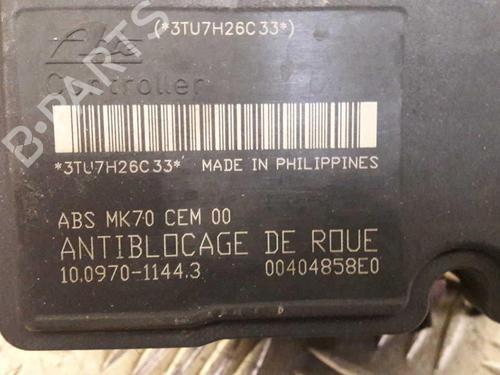 (*3TU7H26C33*)
Ate
Controller
*3TU7H26C33* MADE IN PHILIPPINES
ABS MK70 CEM 00
ANTIBLOCAGE DE ROUE
10.0970-1144.3 00404858E0
B-PARTS